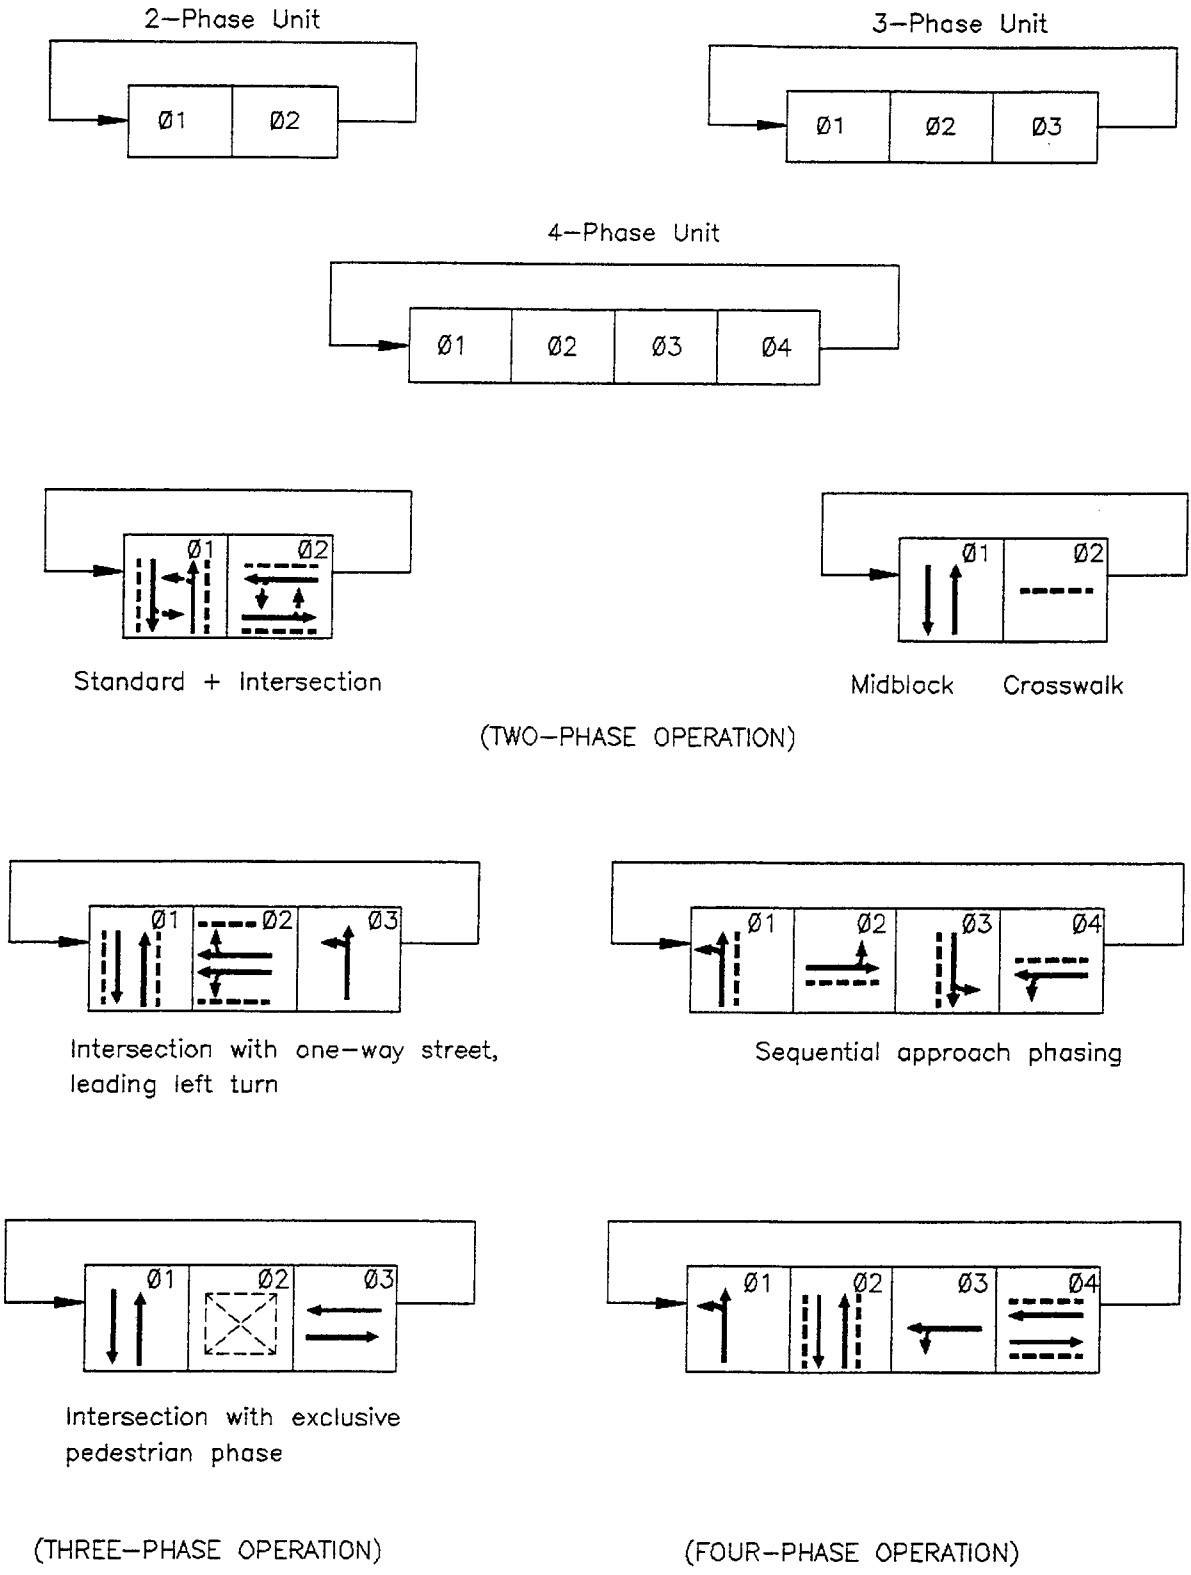 2-Phase Unit
Ø1 Ø2
3-Phase Unit
Ø1 Ø2 Ø3
4-Phase Unit
Ø1 Ø2 Ø3 Ø4
Ø1 Ø2
Standard + Intersection
Ø1 Ø2
Midblock Crosswalk
(TWO-PHASE OPERATION)
Ø1 Ø2 Ø3
Intersection with one-way street,
leading left turn
Ø1 Ø2 Ø3 Ø4
Sequential approach phasing
Ø1 Ø2 Ø3
Intersection with exclusive
pedestrian phase
Ø1 Ø2 Ø3 Ø4
(THREE-PHASE OPERATION)
(FOUR-PHASE OPERATION)